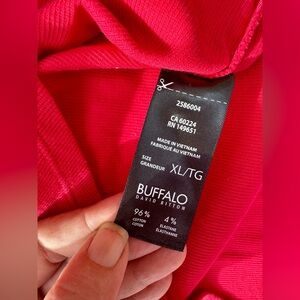 2586004
CA 60224
RN 149651
MADE IN VIETNAM
FABRIQUÉ AU VIETNAM
SIZE
GRANDEUR XL/TG
BUFFALO
DAVID BITTON
96% 4%
COTTON ELASTANE
COTON ÉLASTHANNE